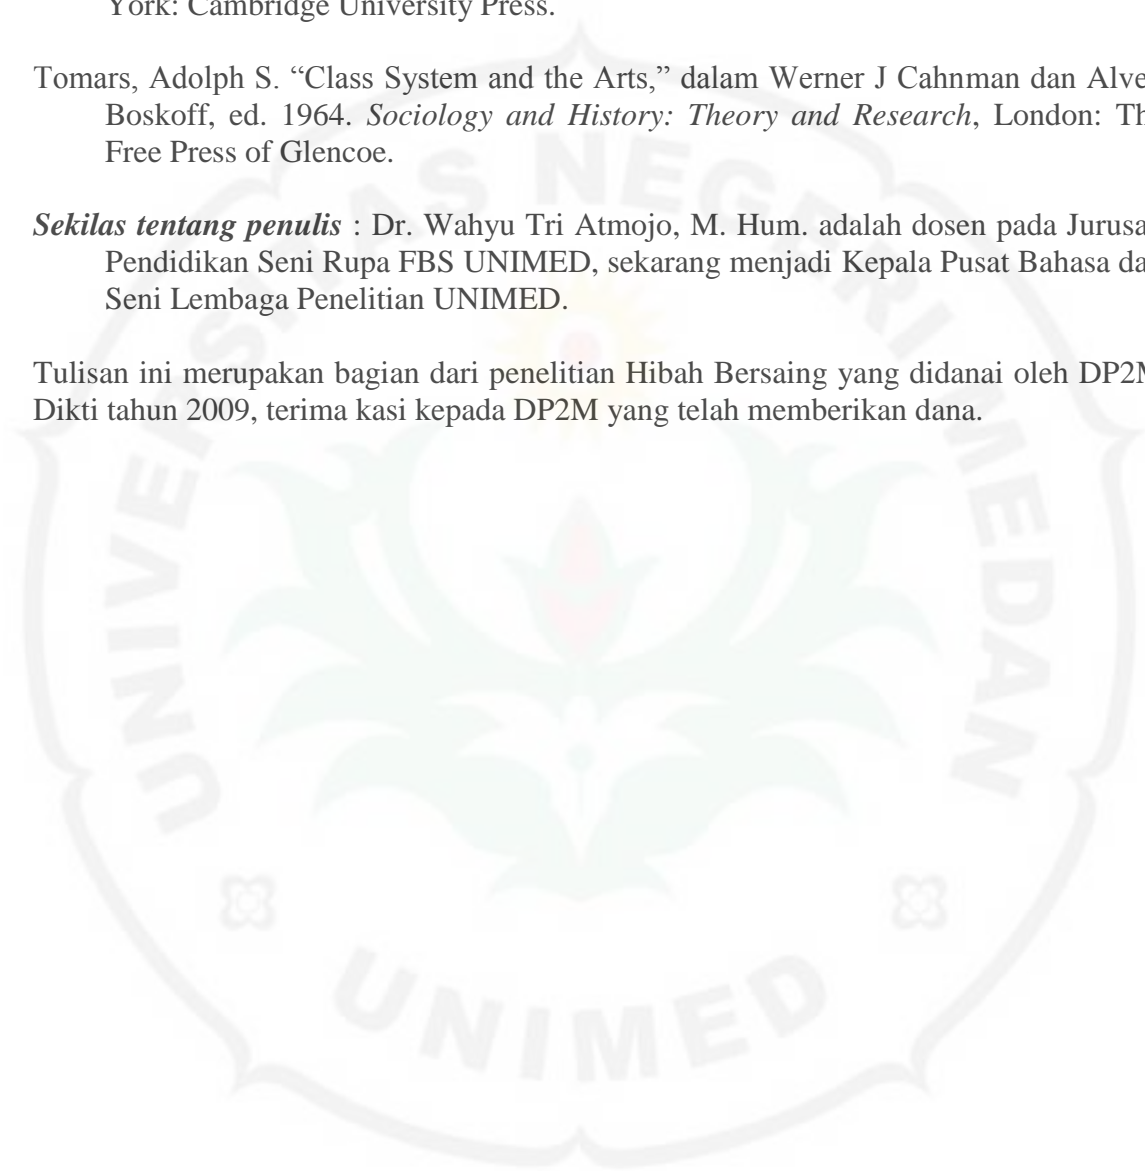 York: Cambridge University Press.
Tomars, Adolph S. “Class System and the Arts,” dalam Werner J Cahnman dan Alve
Boskoff, ed. 1964. Sociology and History: Theory and Research, London: Th
Free Press of Glencoe.
Sekilas tentang penulis : Dr. Wahyu Tri Atmojo, M. Hum. adalah dosen pada Jurusa
Pendidikan Seni Rupa FBS UNIMED, sekarang menjadi Kepala Pusat Bahasa da
Seni Lembaga Penelitian UNIMED.
Tulisan ini merupakan bagian dari penelitian Hibah Bersaing yang didanai oleh DP2M
Dikti tahun 2009, terima kasi kepada DP2M yang telah memberikan dana.
UNIVERSITAS NEGERI MEDAN
UNIMED